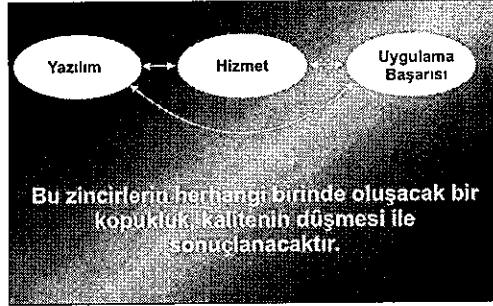 Yazılım
Hizmet
Uygulama
Başarısı
Bu zincirlerin herhangi birinde oluşacak bir
kopukluk, kalitenin düşmesi ile
sonuçlanacaktır.